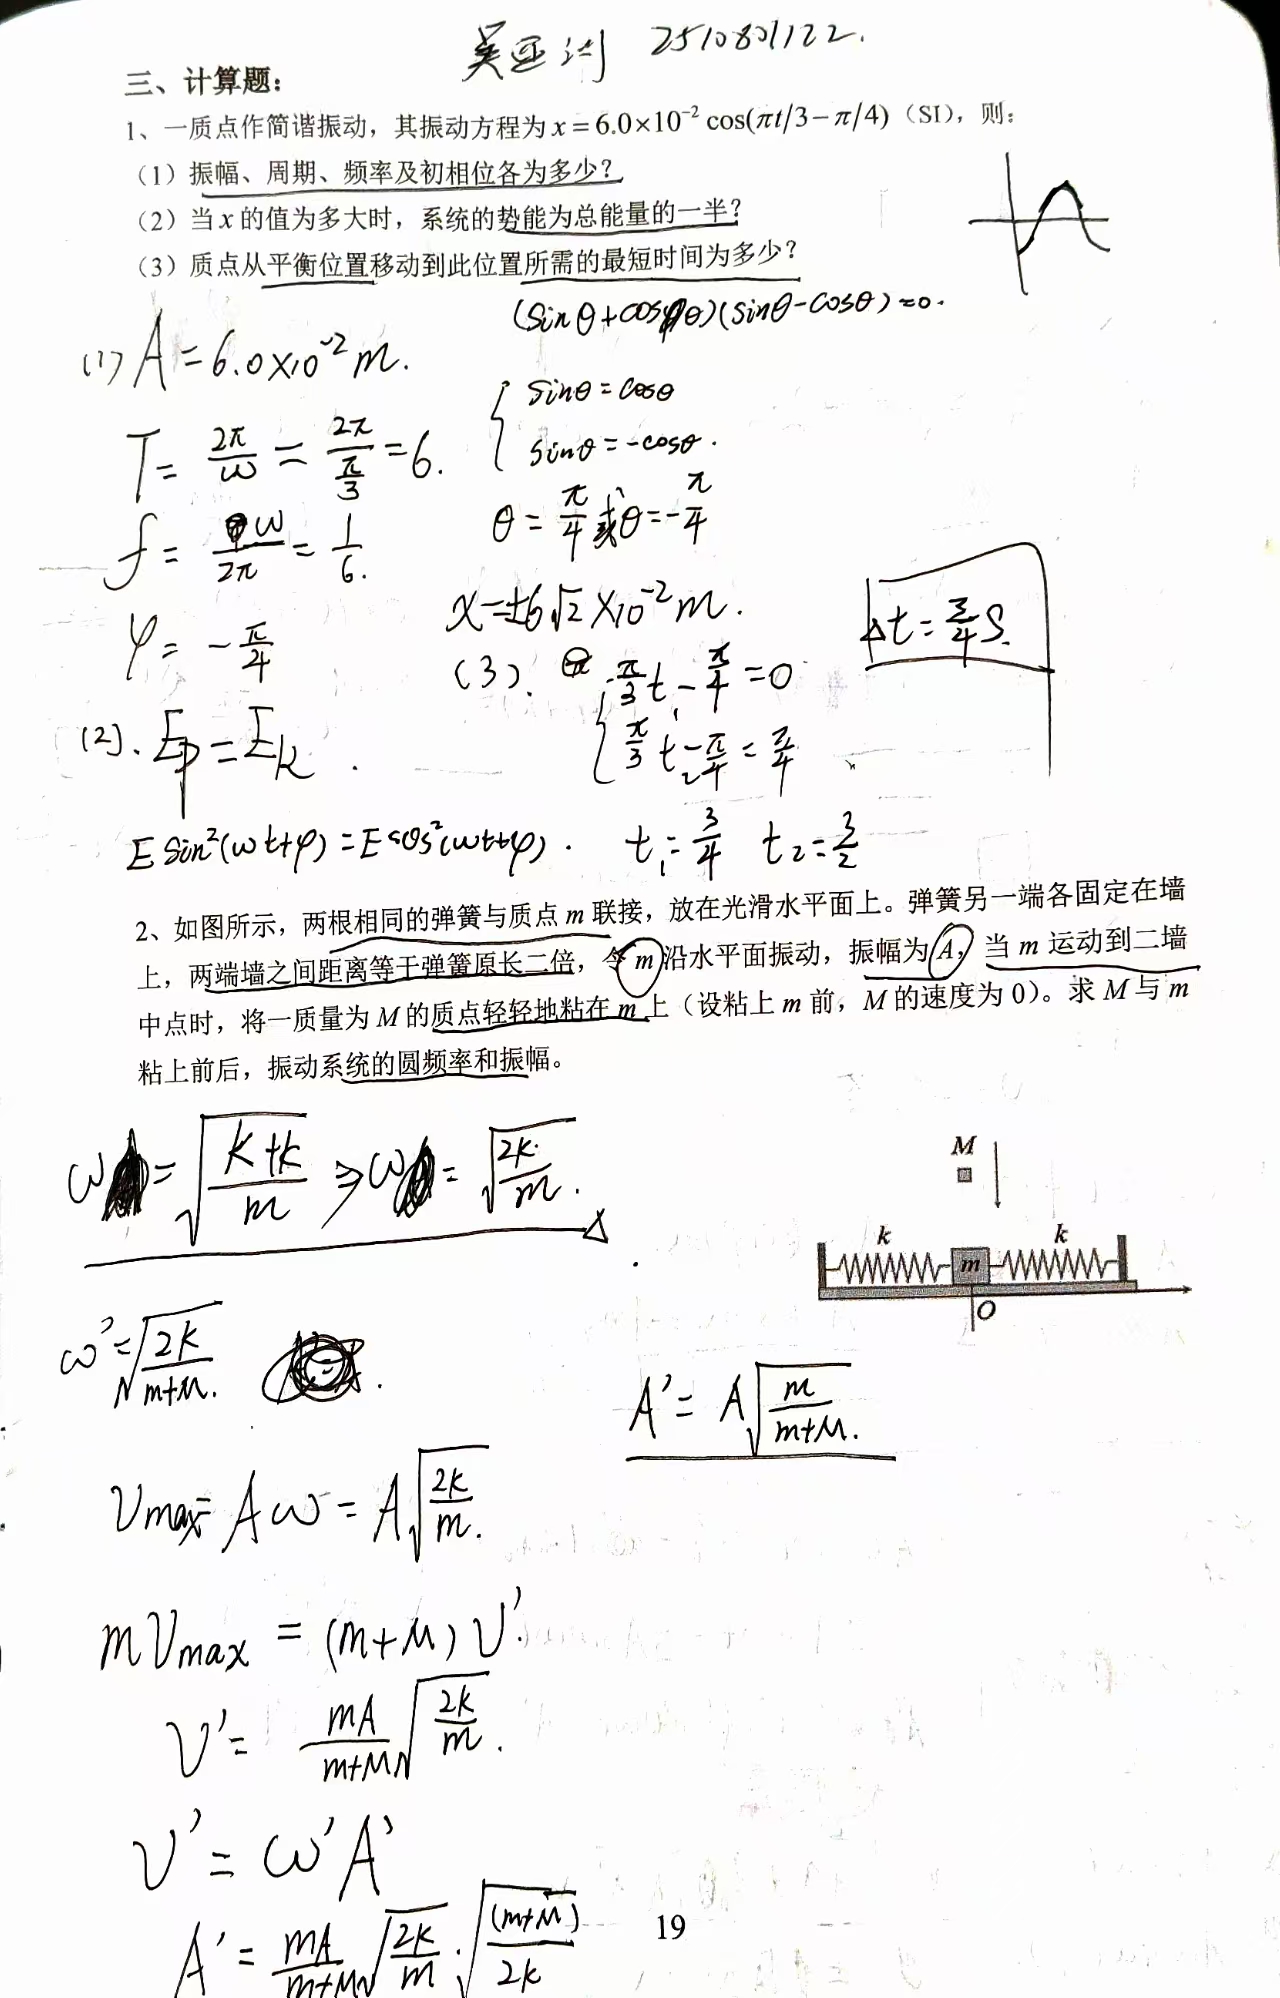 吴亚洲 2510801122.
三、计算题：
1、一质点作简谐振动，其振动方程为 x = 6.0×10⁻² cos(πt/3−π/4)（SI），则：
（1）振幅、周期、频率及初相位各为多少？
（2）当 x 的值为多大时，系统的势能为总能量的一半？
（3）质点从平衡位置移动到此位置所需的最短时间为多少？
(1) A = 6.0×10⁻² m.
T = 2π/ω = 2π/(π/3) = 6.
f = ω/2π = 1/6.
φ = −π/4
(2). Ep = Ek.
E sin²(ωt+φ) = E cos²(ωt+φ).
(sinθ+cosθ)(sinθ−cosθ)=0.
sinθ = cosθ
sinθ = −cosθ.
θ = π/4 或 θ = −π/4
x = ±6√2 ×10⁻² m.
(3). π/3 t₁ − π/4 = 0
π/3 t₂ − π/4 = π/4
t₁ = 3/4 t₂ = 3/2
Δt = 3/4 s.
2、如图所示，两根相同的弹簧与质点 m 联接，放在光滑水平面上。弹簧另一端各固定在墙
上，两端墙之间距离等于弹簧原长二倍，令 m 沿水平面振动，振幅为 A，当 m 运动到二墙
中点时，将一质量为 M 的质点轻轻地粘在 m 上（设粘上 m 前，M 的速度为 0）。求 M 与 m
粘上前后，振动系统的圆频率和振幅。
ω = √((k+k)/m) ⇒ ω = √(2k/m).
M
k k
m
O
ω' = √(2k/(m+M)).
A' = A√(m/(m+M)).
Vmax = Aω = A√(2k/m).
mVmax = (m+M)V'.
V' = mA/(m+M) √(2k/m).
V' = ω'A'
A' = mA/(m+M) √(2k/m) · √((m+M)/2k)
19